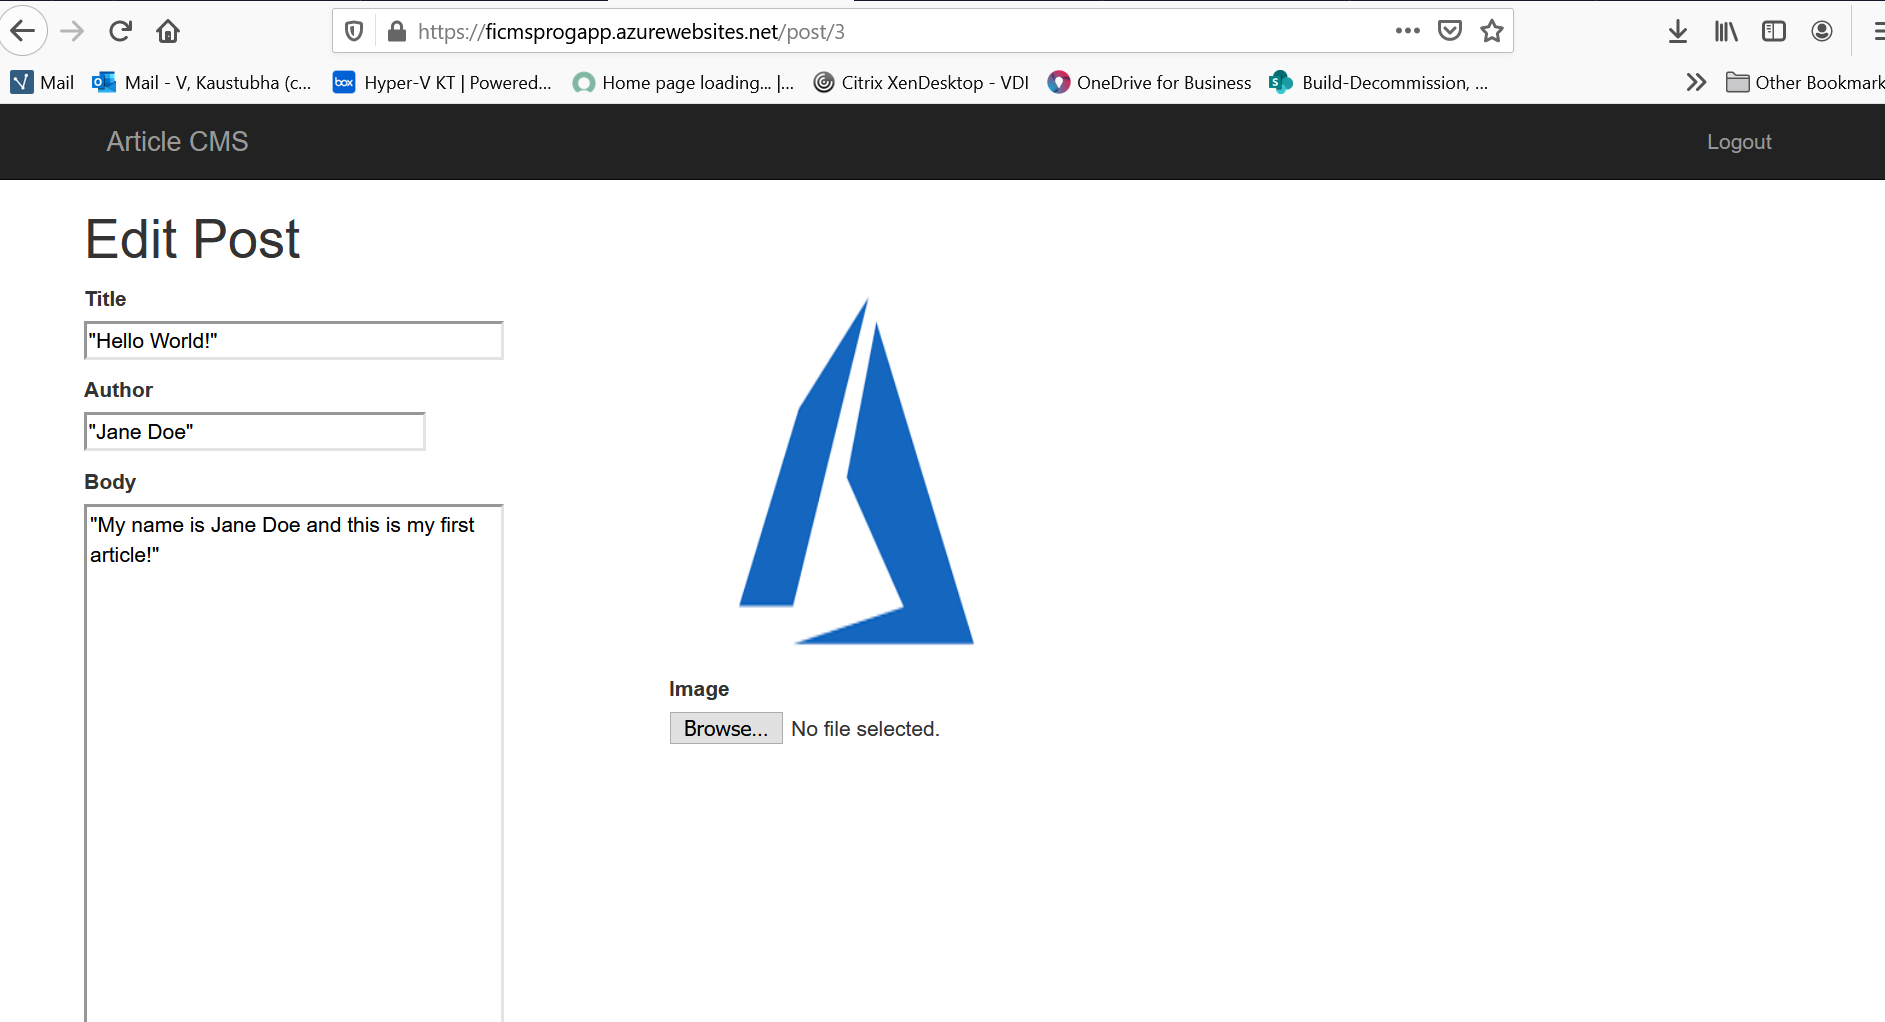 https://ficmsprogapp.azurewebsites.net/post/3
Mail
Mail - V, Kaustubha (c...
box
Hyper-V KT | Powered...
Home page loading... |...
Citrix XenDesktop - VDI
OneDrive for Business
S
Build-Decommission, ...
Other Bookmark
Article CMS
Logout
Edit Post
Title
"Hello World!"
Author
"Jane Doe"
Body
"My name is Jane Doe and this is my first
article!"
Image
Browse...
No file selected.